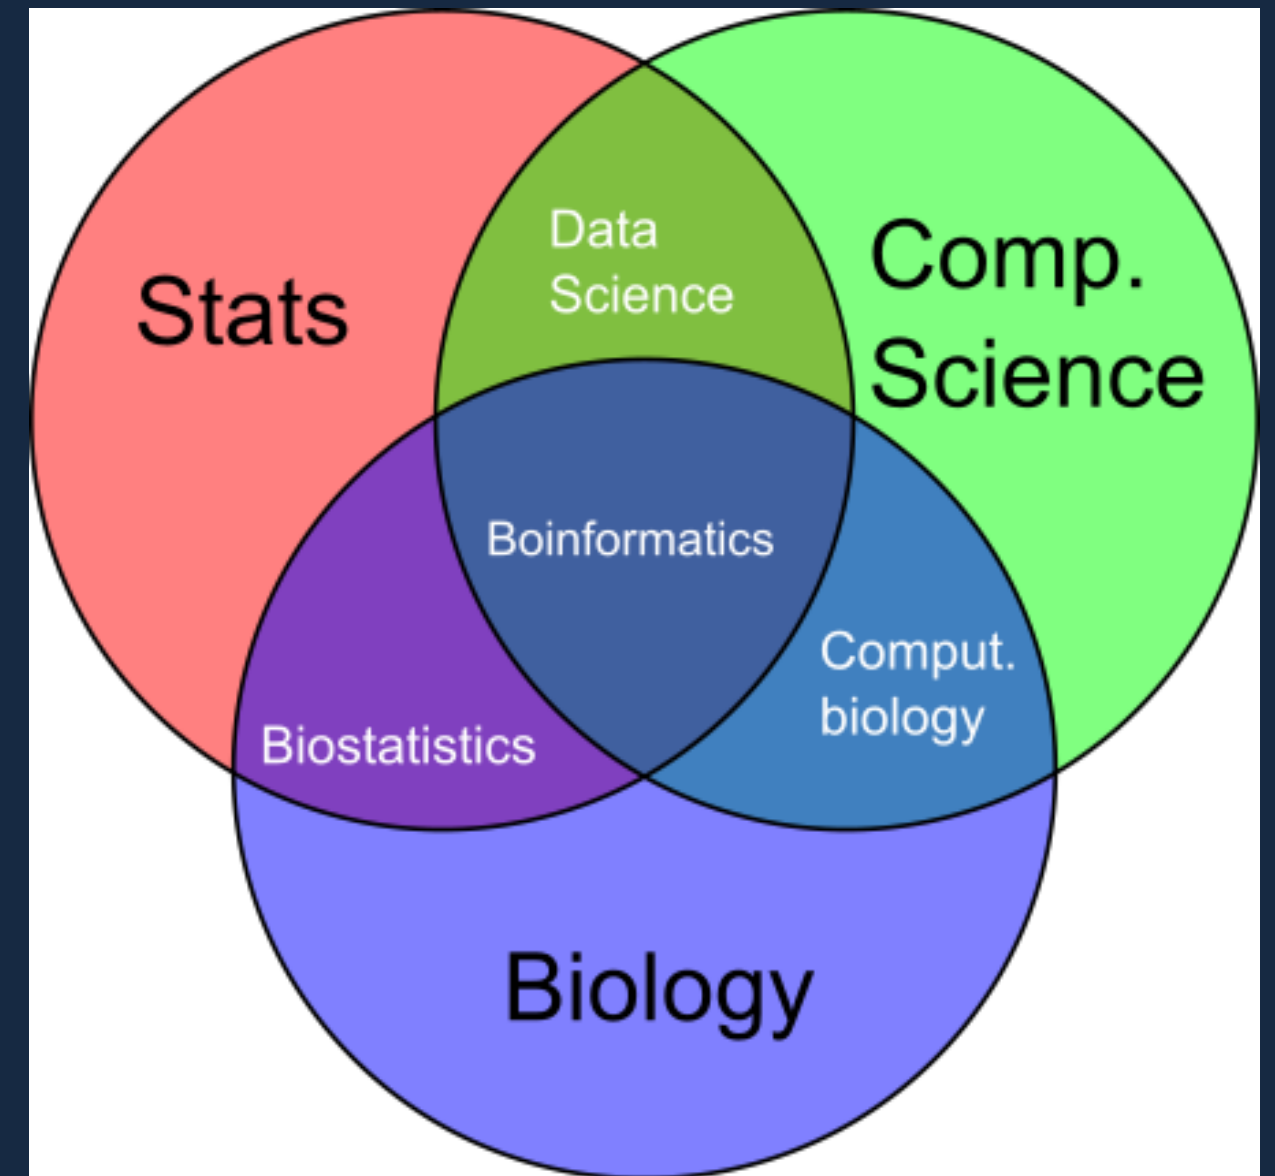 Data
Science
Stats
Comp.
Science
Boinformatics
Comput.
biology
Biostatistics
Biology